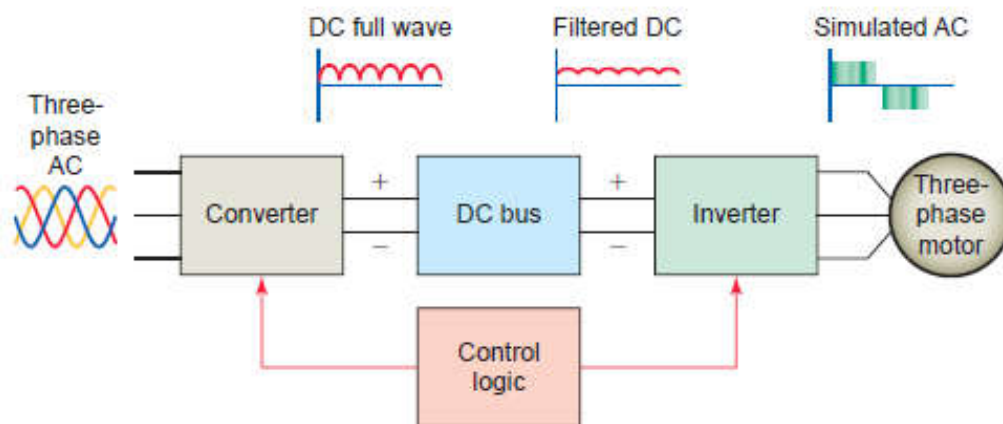 DC full wave
Filtered DC
Simulated AC
Three-
phase
AC
Converter
+
−
DC bus
+
−
Inverter
Three-
phase
motor
Control
logic